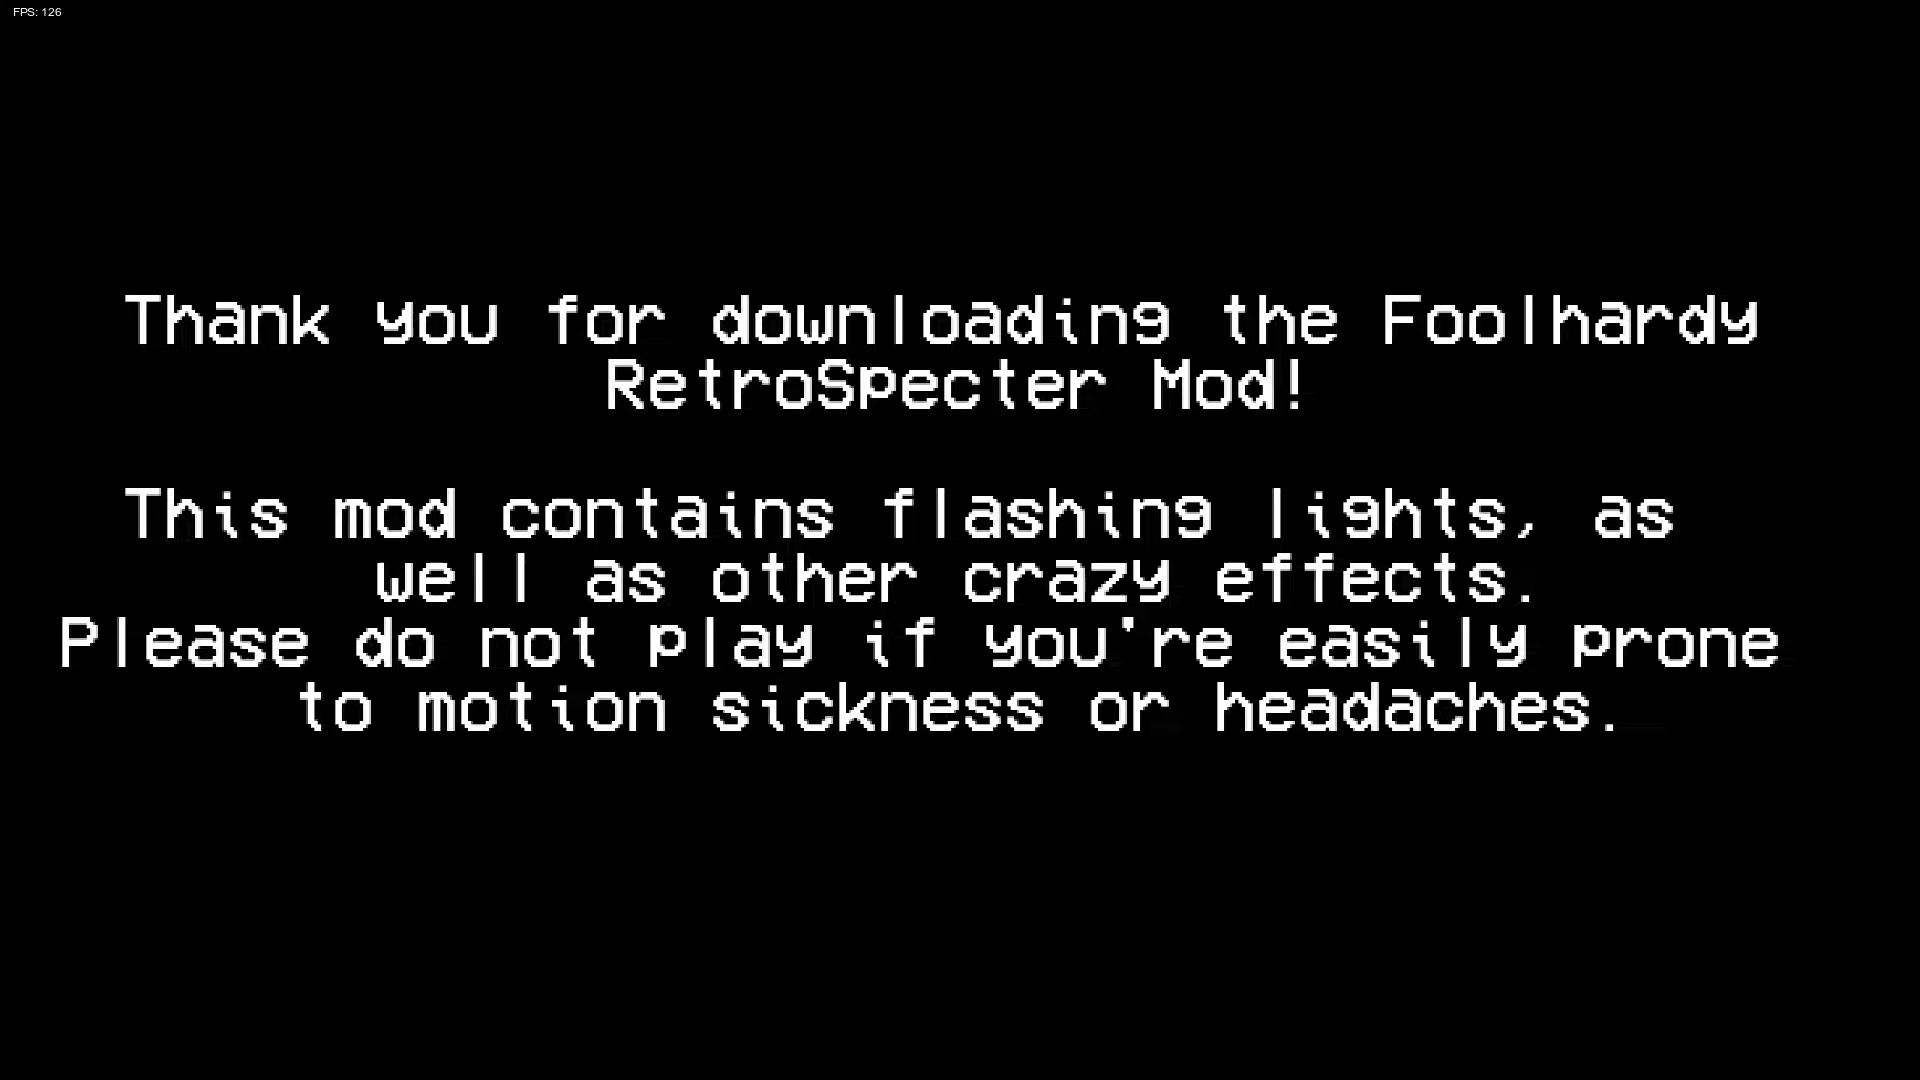 FPS: 126
Thank you for downloading the Foolhardy
RetroSpecter Mod!
This mod contains flashing lights, as
well as other crazy effects.
Please do not play if you're easily prone
to motion sickness or headaches.